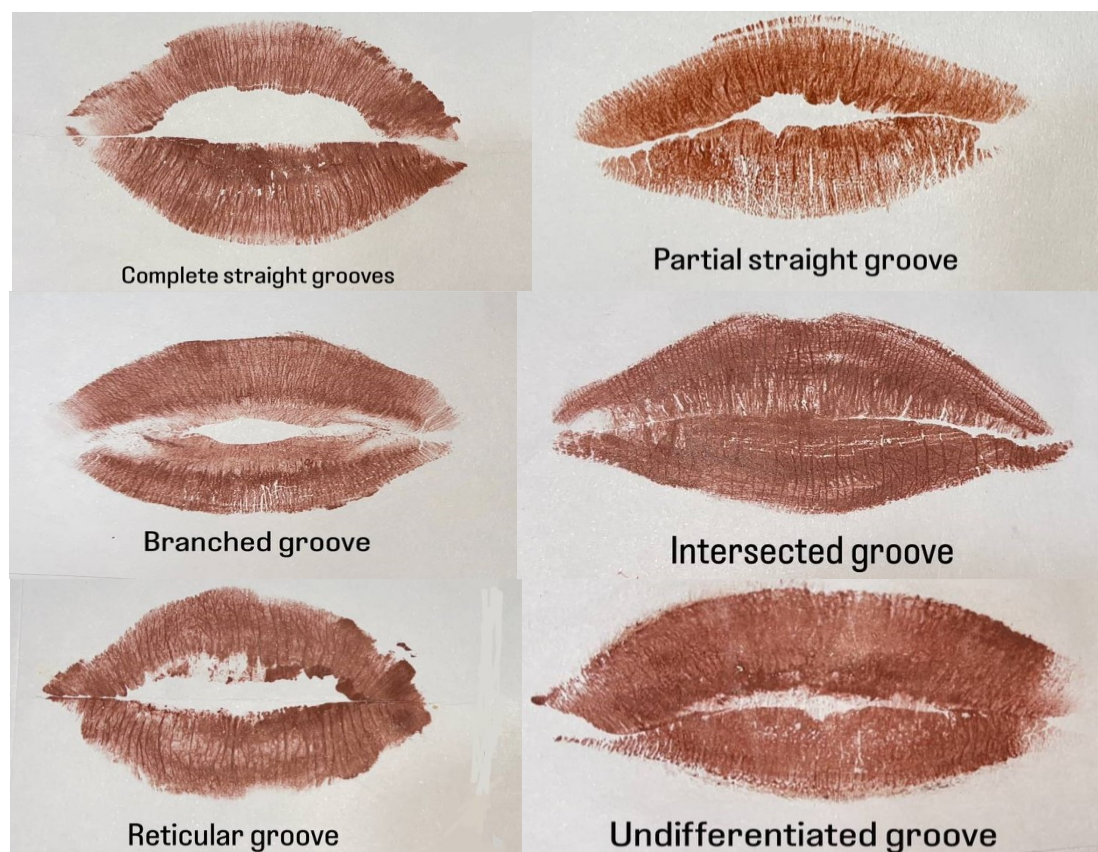 Complete straight grooves
Partial straight groove
Branched groove
Intersected groove
Reticular groove
Undifferentiated groove